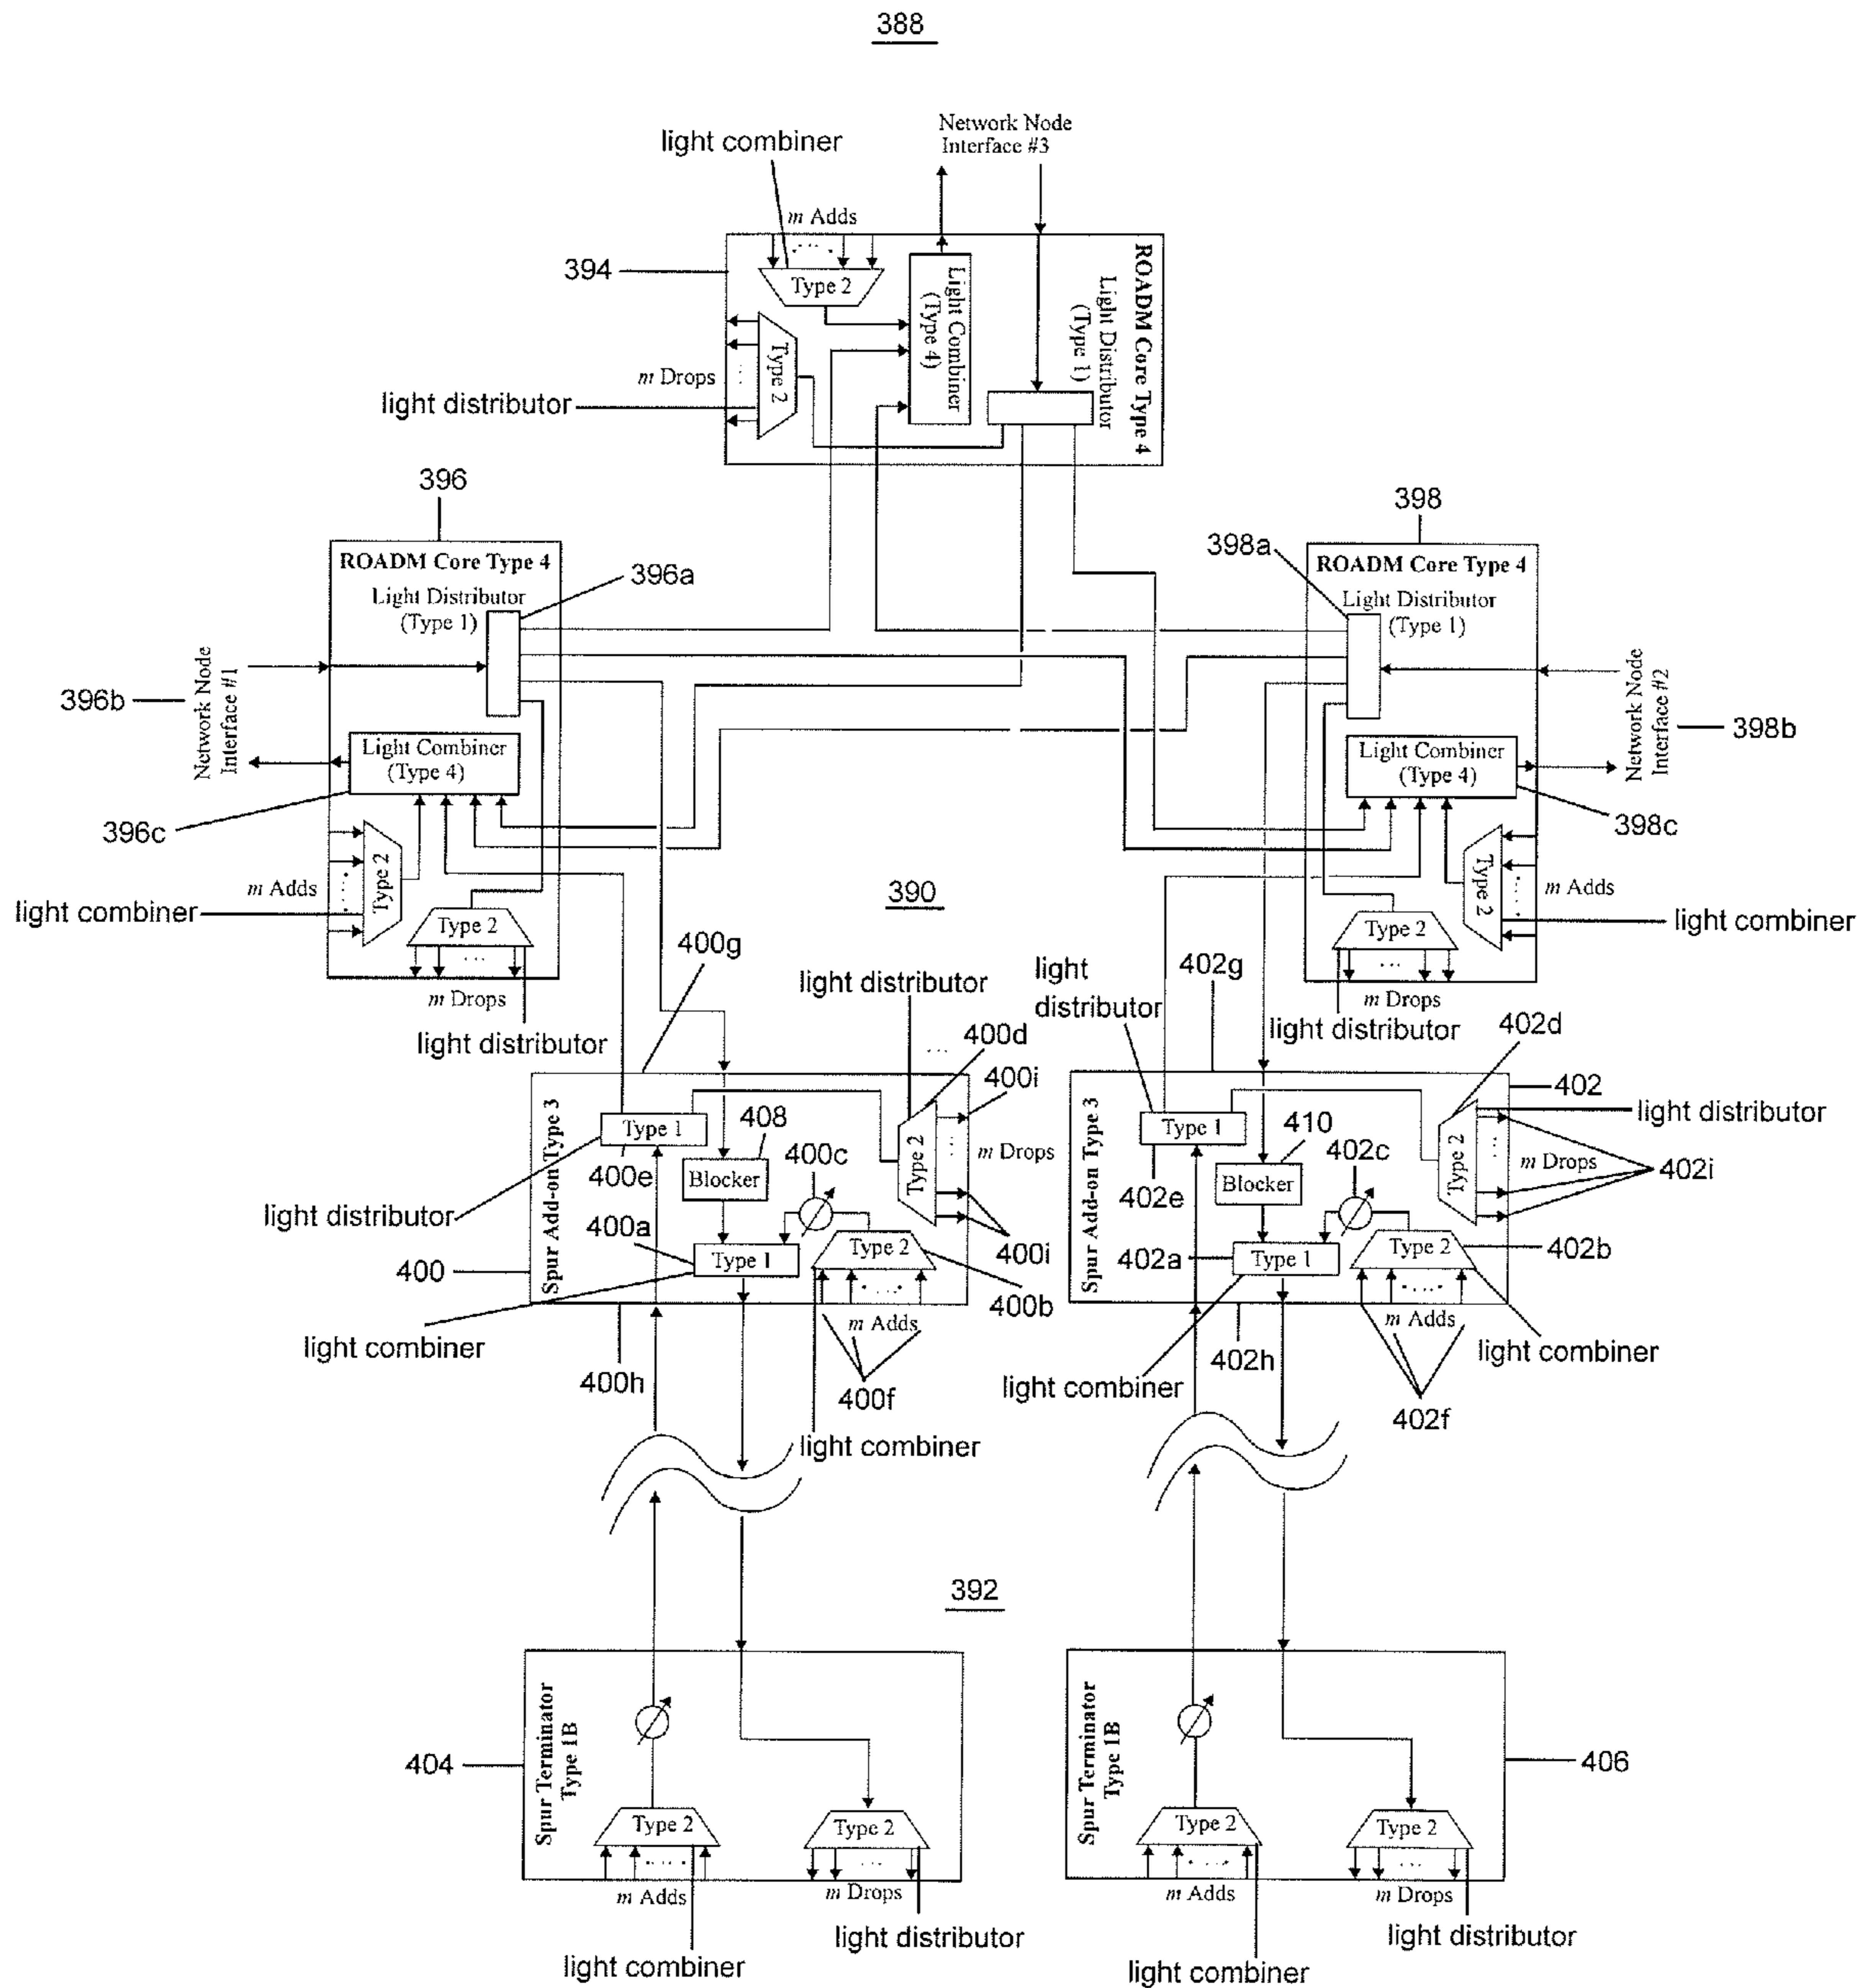 388
light combiner
Network Node
Interface #3
m Adds
394
Type 2
Light Combiner
(Type 4)
Light Distributor
(Type 1)
ROADM Core Type 4
m Drops
Type 2
light distributor
396
ROADM Core Type 4
396a
Light Distributor
(Type 1)
Network Node
Interface #1
396b
Light Combiner
(Type 4)
396c
m Adds
Type 2
light combiner
Type 2
m Drops
light distributor
398
398a
ROADM Core Type 4
Light Distributor
(Type 1)
Network Node
Interface #2
398b
Light Combiner
(Type 4)
398c
Type 2
m Adds
light combiner
Type 2
m Drops
light distributor
390
400g
light distributor
400d
...
400i
Spur Add-on Type 3
Type 1
408
400e
Blocker
400c
Type 2
m Drops
light distributor
400a
Type 1
Type 2
400i
400
400b
m Adds
light combiner
400h
400f
light combiner
402g
light
distributor
402d
402
light distributor
Spur Add-on Type 3
Type 1
410
402e
Blocker
402c
Type 2
m Drops
402i
402a
Type 1
Type 2
402b
m Adds
light combiner
402h
light combiner
402f
392
Spur Terminator
Type 1B
404
Type 2
Type 2
m Adds
m Drops
light distributor
light combiner
Spur Terminator
Type 1B
406
Type 2
Type 2
m Adds
m Drops
light distributor
light combiner